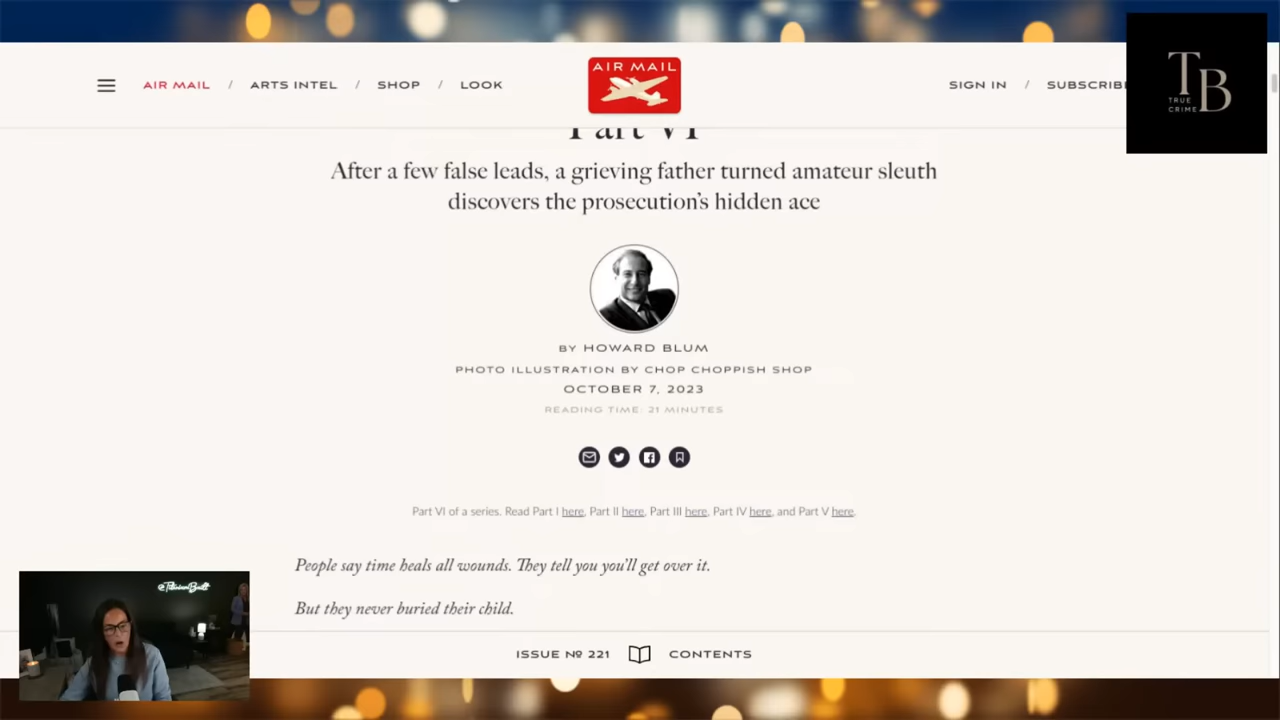 AIR MAIL / ARTS INTEL / SHOP / LOOK
AIR MAIL
SIGN IN / SUBSCRIBE
TB
TRUE
CRIME
Part VI
After a few false leads, a grieving father turned amateur sleuth
discovers the prosecution's hidden ace
BY HOWARD BLUM
PHOTO ILLUSTRATION BY CHOP CHOPPISH SHOP
OCTOBER 7, 2023
READING TIME: 21 MINUTES
Part VI of a series. Read Part I here, Part II here, Part III here, Part IV here, and Part V here.
People say time heals all wounds. They tell you you'll get over it.
But they never buried their child.
ISSUE № 221 CONTENTS